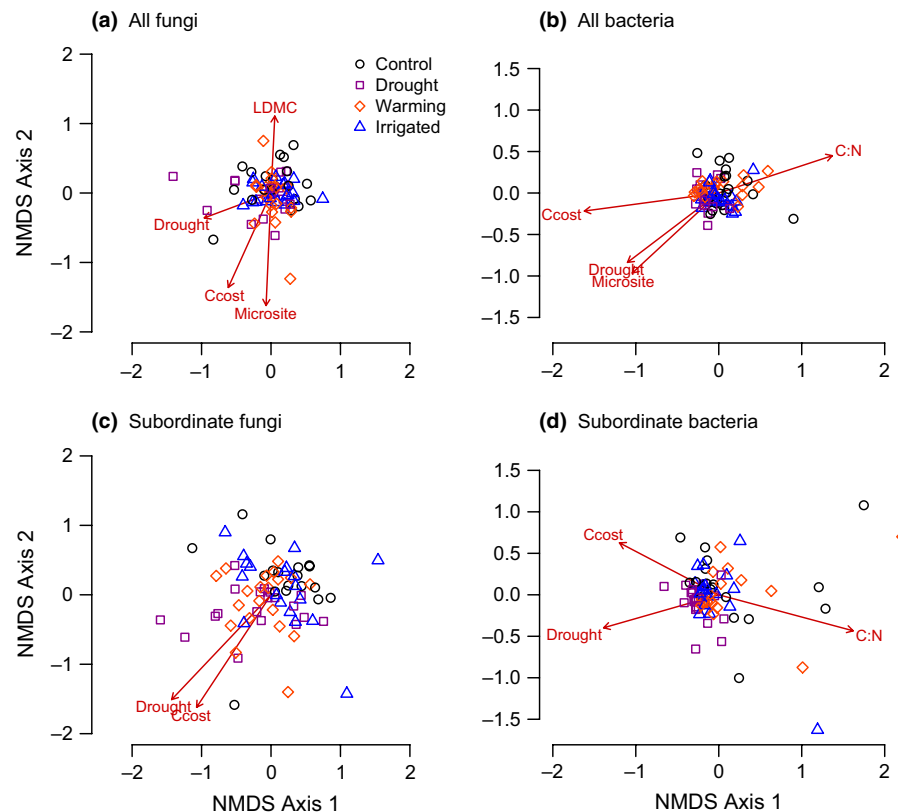 (a) All fungi
2
1
0
−1
−2
NMDS Axis 2
Control
Drought
Warming
Irrigated
LDMC
Drought
Ccost
Microsite
−2 −1 0 1 2
(b) All bacteria
1.5
1.0
0.5
0.0
−0.5
−1.0
−1.5
C:N
Ccost
Drought
Microsite
−2 −1 0 1 2
(c) Subordinate fungi
2
1
0
−1
−2
NMDS Axis 2
Drought
Ccost
−2 −1 0 1 2
NMDS Axis 1
(d) Subordinate bacteria
1.5
1.0
0.5
0.0
−0.5
−1.0
−1.5
Ccost
Drought
C:N
−2 −1 0 1 2
NMDS Axis 1